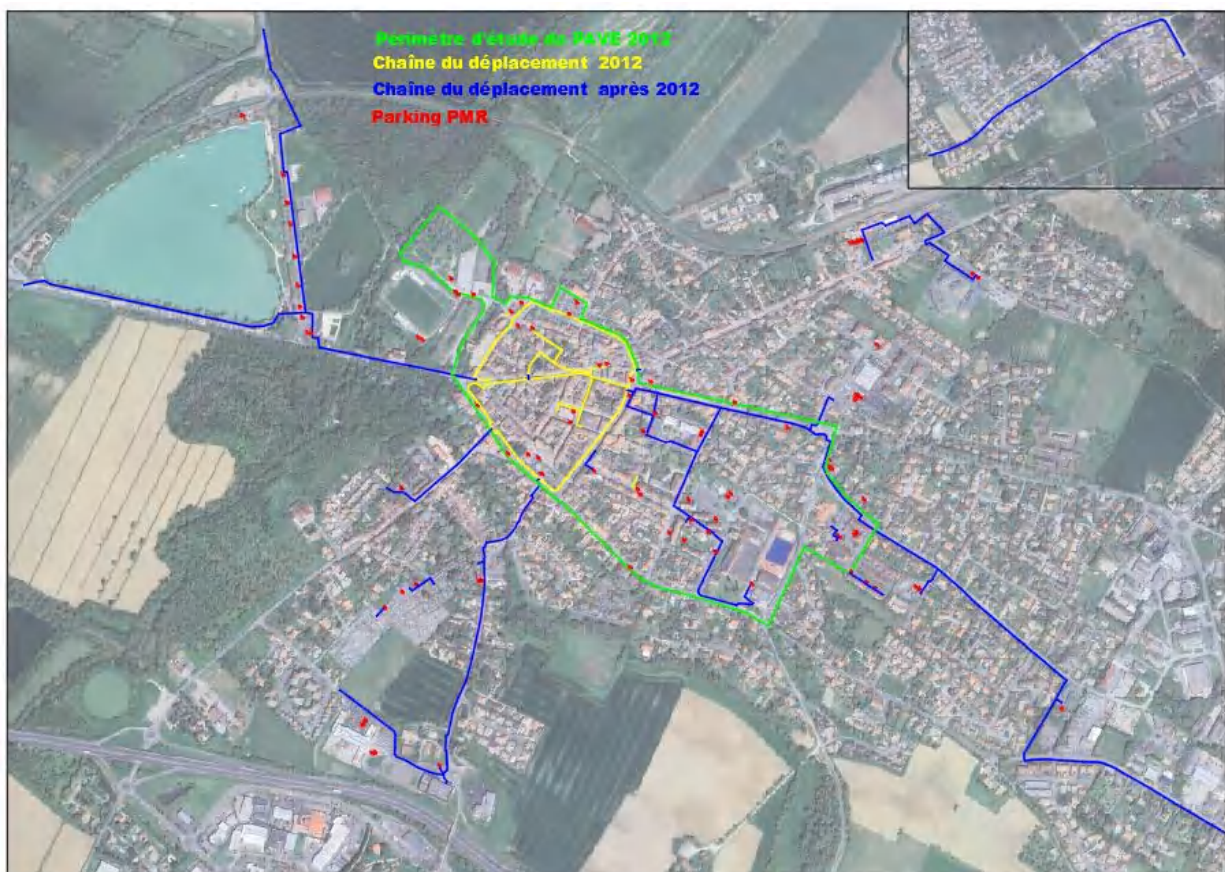 Périmètre d'étude du PAVE 2012
Chaîne du déplacement 2012
Chaîne du déplacement après 2012
Parking PMR